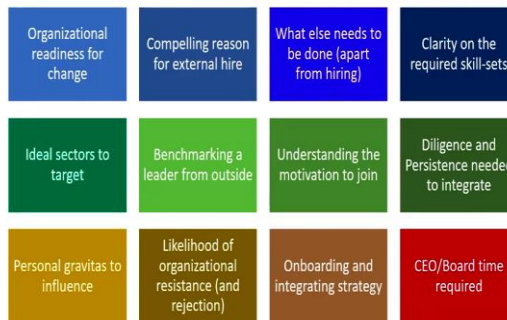 Organizational
readiness for
change
Compelling reason
for external hire
What else needs to
be done (apart
from hiring)
Clarity on the
required skill-sets
Ideal sectors to
target
Benchmarking a
leader from outside
Understanding the
motivation to join
Diligence and
Persistence needed
to integrate
Personal gravitas to
influence
Likelihood of
organizational
resistance (and
rejection)
Onboarding and
integrating strategy
CEO/Board time
required